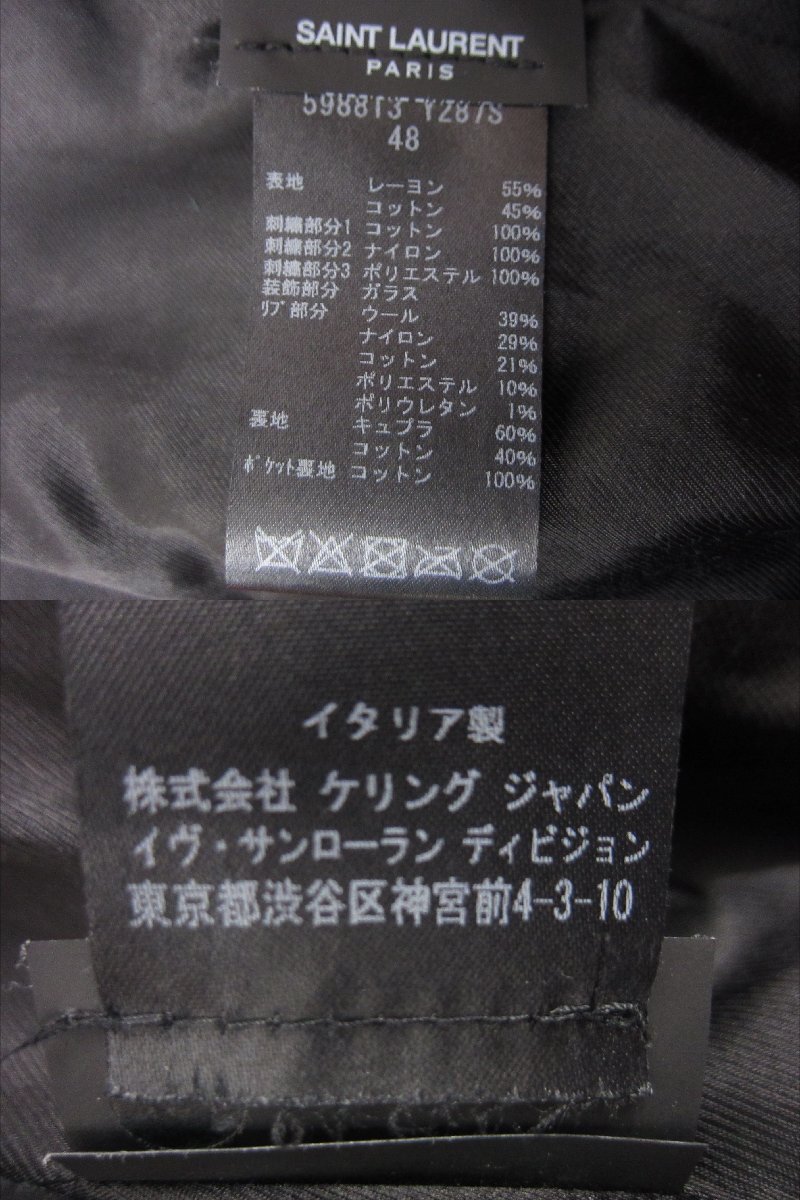 SAINT LAURENT
PARIS
598813 Y287S
48
表地 レーヨン 55%
コットン 45%
刺繍部分1 コットン 100%
刺繍部分2 ナイロン 100%
刺繍部分3 ポリエステル 100%
装飾部分 ガラス
ﾘﾌﾞ部分 ウール 39%
ナイロン 29%
コットン 21%
ポリエステル 10%
ポリウレタン 1%
裏地 キュプラ 60%
コットン 40%
ﾎﾟｹｯﾄ裏地 コットン 100%
イタリア製
株式会社 ケリング ジャパン
イヴ・サンローラン ディビジョン
東京都渋谷区神宮前4-3-10